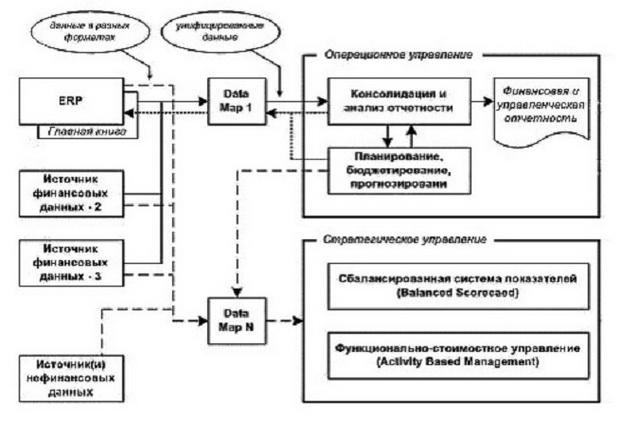 данные в разных
форматах
унифицированные
данные
Операционное управление
ERP
Главная книга
Data
Map 1
Консолидация и
анализ отчетности
Финансовая и
управленческая
отчетность
Планирование,
бюджетирование,
прогнозировани
Источник
финансовых
данных - 2
Источник
финансовых
данных - 3
Источник(и)
нефинансовых
данных
Data
Map N
Стратегическое управление
Сбалансированная система показателей
(Balanced Scorecaed)
Функционально-стоимостное управление
(Activity Based Management)